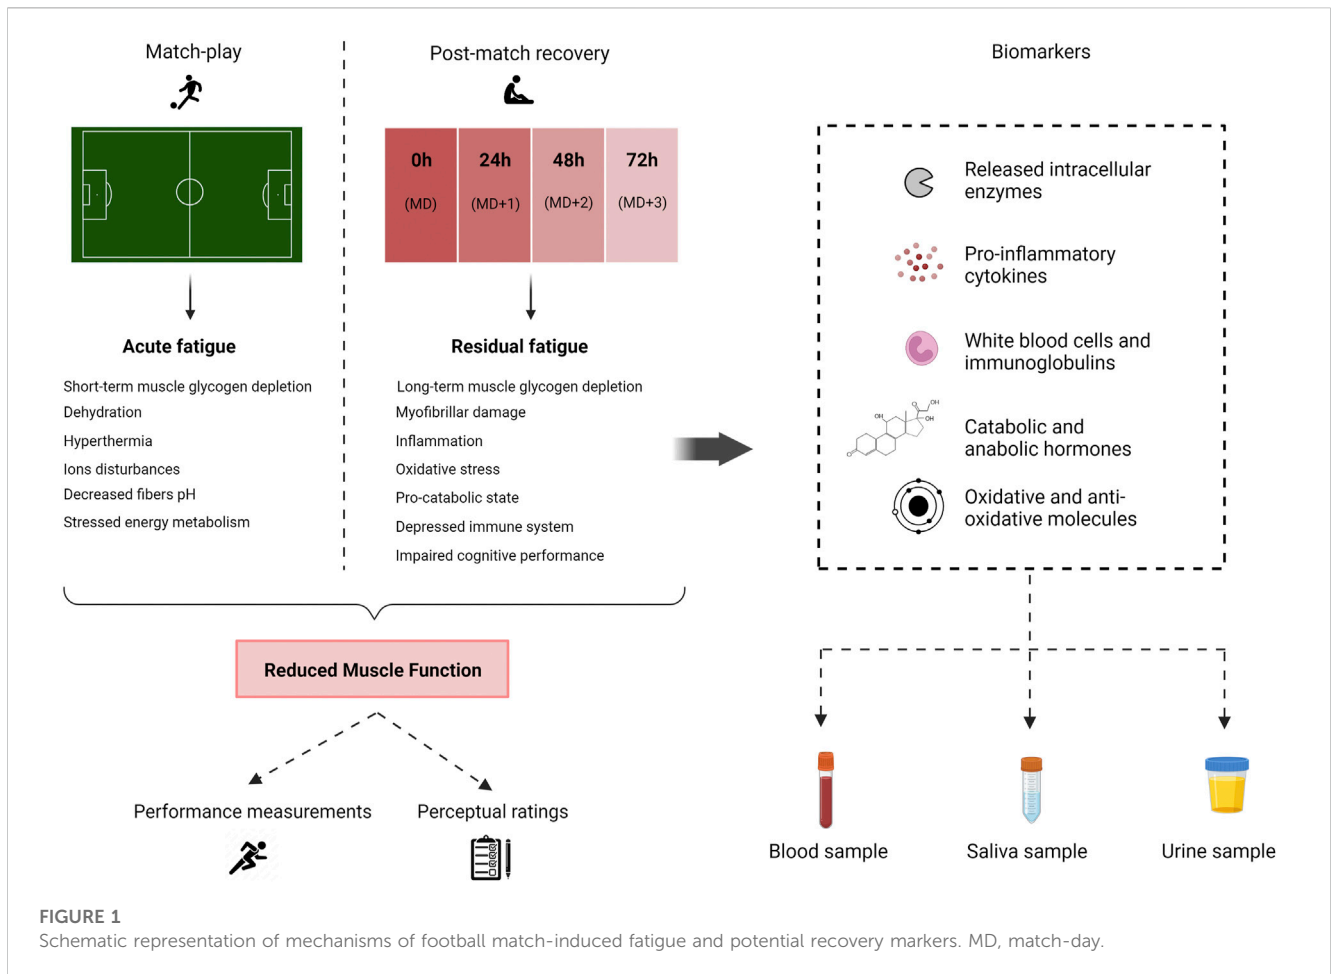 Match-play
Post-match recovery
Biomarkers
0h
(MD)
24h
(MD+1)
48h
(MD+2)
72h
(MD+3)
Acute fatigue
Short-term muscle glycogen depletion
Dehydration
Hyperthermia
Ions disturbances
Decreased fibers pH
Stressed energy metabolism
Residual fatigue
Long-term muscle glycogen depletion
Myofibrillar damage
Inflammation
Oxidative stress
Pro-catabolic state
Depressed immune system
Impaired cognitive performance
Reduced Muscle Function
Performance measurements
Perceptual ratings
Released intracellular
enzymes
Pro-inflammatory
cytokines
White blood cells and
immunoglobulins
O
OH
OH
OH
O
Catabolic and
anabolic hormones
Oxidative and anti-
oxidative molecules
Blood sample
Saliva sample
Urine sample
FIGURE 1
Schematic representation of mechanisms of football match-induced fatigue and potential recovery markers. MD, match-day.